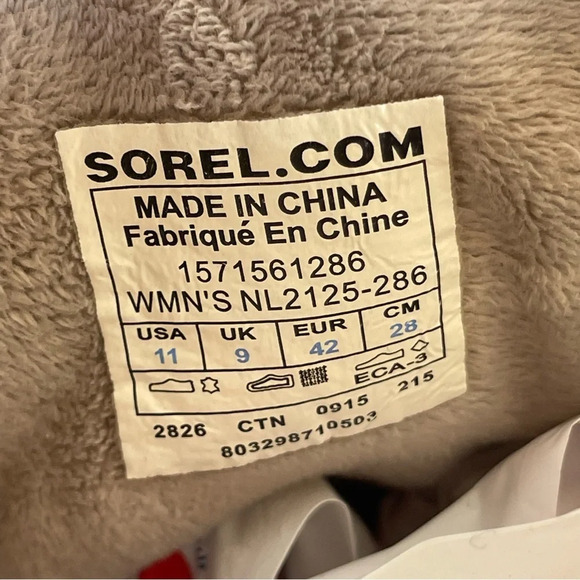 SOREL.COM
MADE IN CHINA
Fabriqué En Chine
1571561286
WMN'S NL2125-286
USA UK EUR CM
11 9 42 28
ECA-3
2826 CTN 0915 215
803298710503